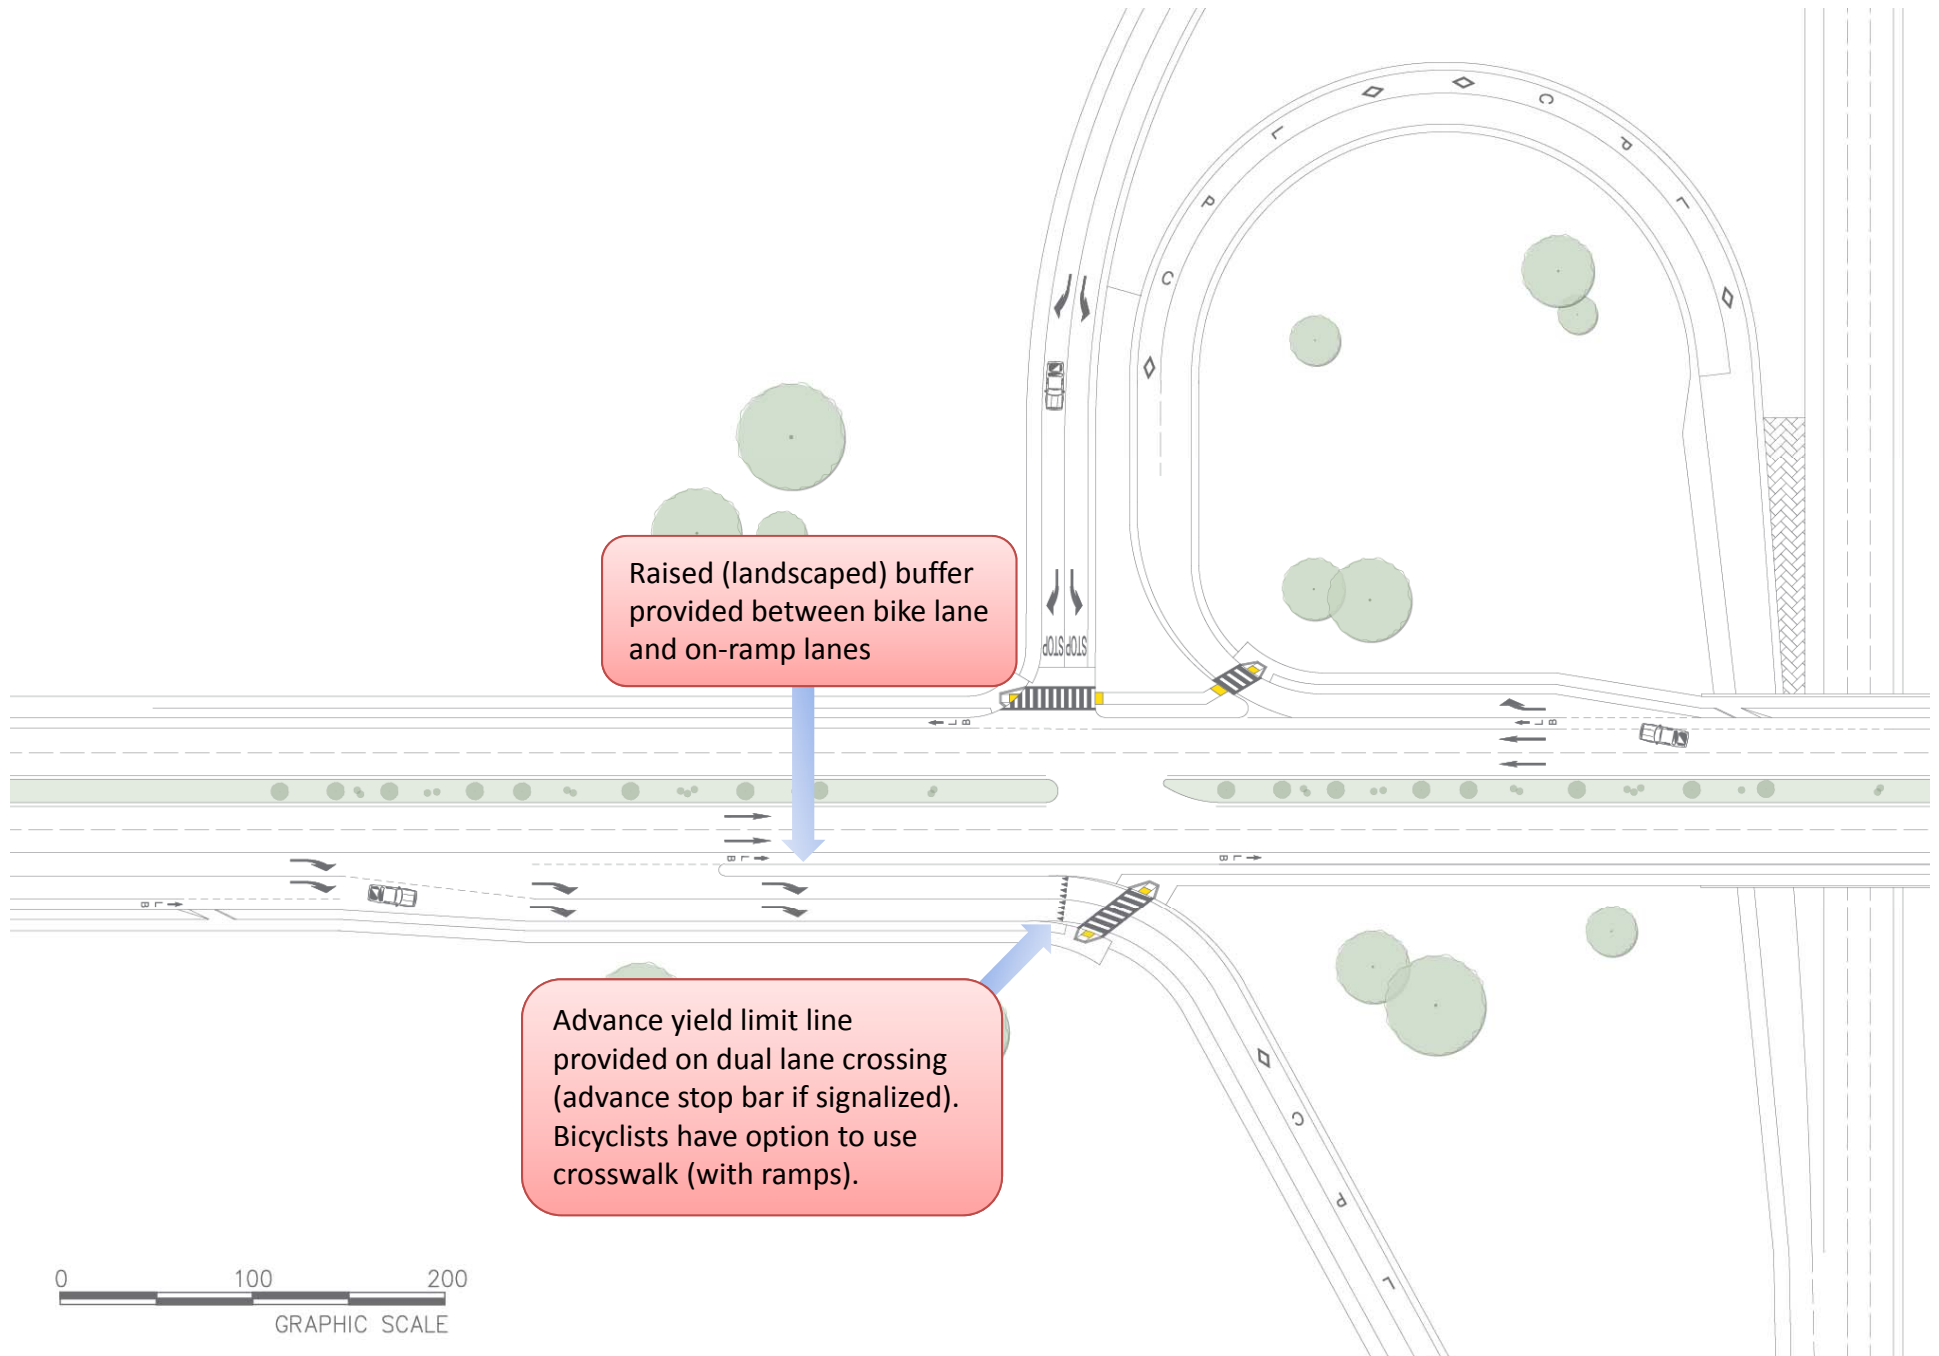 C
P
L
C
P
L
Raised (landscaped) buffer
provided between bike lane
and on-ramp lanes
STOP STOP
B L
B L
B L
B L
B L
Advance yield limit line
provided on dual lane crossing
(advance stop bar if signalized).
Bicyclists have option to use
crosswalk (with ramps).
C
P
L
0 100 200
GRAPHIC SCALE